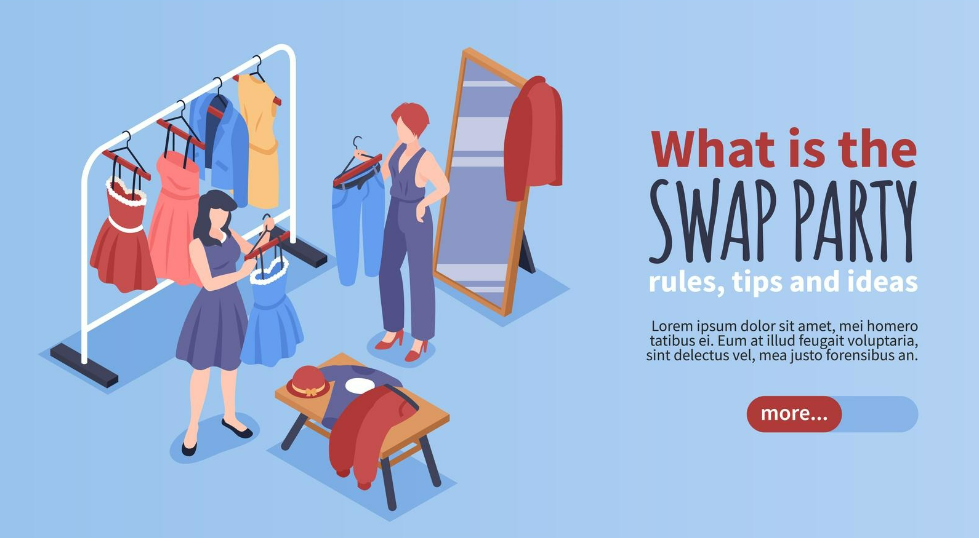 What is the
SWAP PARTY
rules, tips and ideas
Lorem ipsum dolor sit amet, mei homero
tatibus ei. Eum at illud feugait voluptaria,
sint delectus vel, mea justo forensibus an.
more...